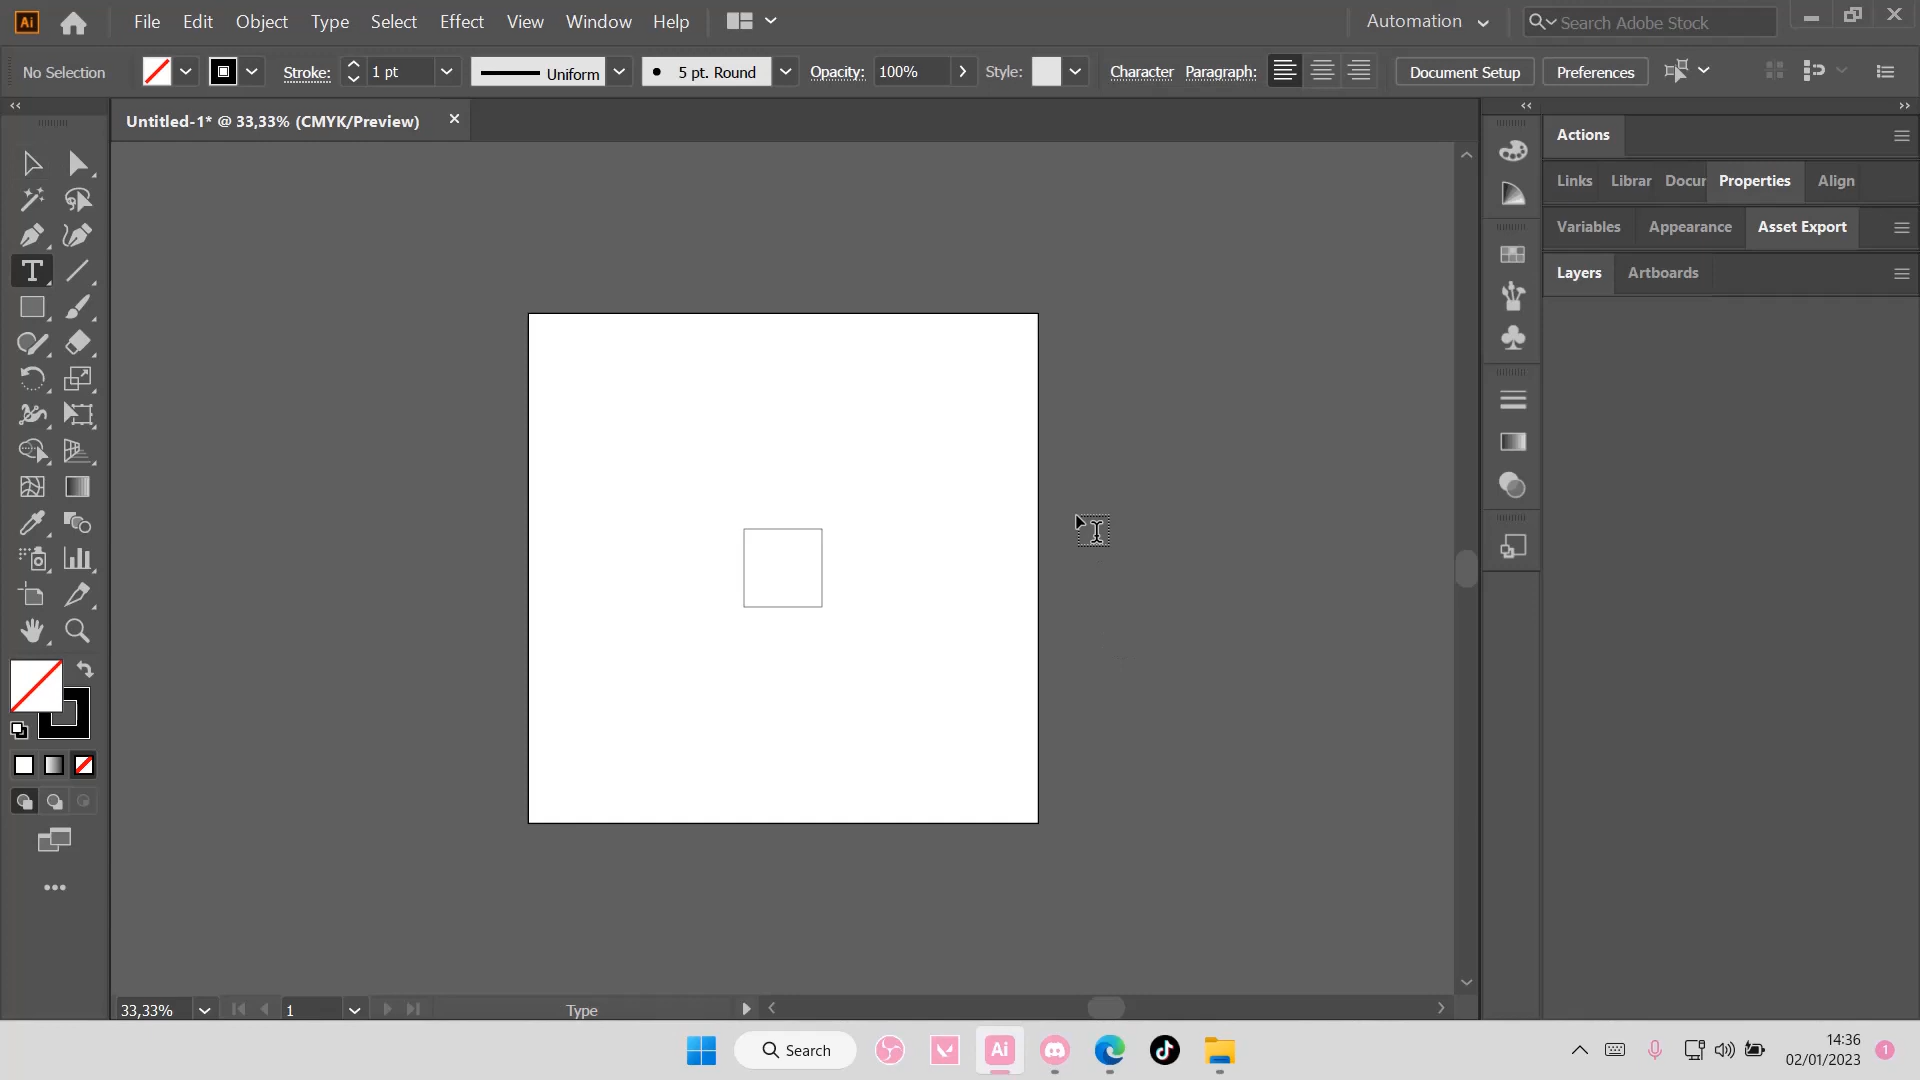 Ai File Edit Object Type Select Effect View Window Help Automation Search Adobe Stock
No Selection Stroke: 1 pt Uniform 5 pt. Round Opacity: 100% Style: Character Paragraph: Document Setup Preferences
Untitled-1* @ 33,33% (CMYK/Preview)
Actions
Links Librar Docur Properties Align
Variables Appearance Asset Export
Layers Artboards
33,33% 1 Type
Search Ai
14:36
02/01/2023
1